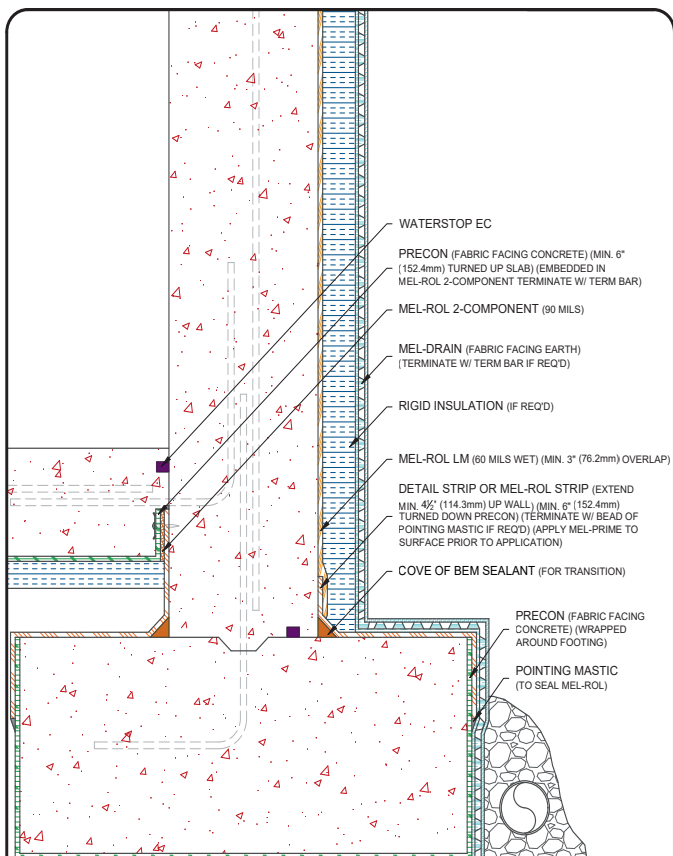 WATERSTOP EC
PRECON (FABRIC FACING CONCRETE) (MIN. 6"
(152.4mm) TURNED UP SLAB) (EMBEDDED IN
MEL-ROL 2-COMPONENT TERMINATE W/ TERM BAR)
MEL-ROL 2-COMPONENT (90 MILS)
MEL-DRAIN (FABRIC FACING EARTH)
(TERMINATE W/ TERM BAR IF REQ'D)
RIGID INSULATION (IF REQ'D)
MEL-ROL LM (60 MILS WET) (MIN. 3" (76.2mm) OVERLAP)
DETAIL STRIP OR MEL-ROL STRIP (EXTEND
MIN. 4½" (114.3mm) UP WALL) (MIN. 6" (152.4mm)
TURNED DOWN PRECON) (TERMINATE W/ BEAD OF
POINTING MASTIC IF REQ'D) (APPLY MEL-PRIME TO
SURFACE PRIOR TO APPLICATION)
COVE OF BEM SEALANT (FOR TRANSITION)
PRECON (FABRIC FACING
CONCRETE) (WRAPPED
AROUND FOOTING)
POINTING MASTIC
(TO SEAL MEL-ROL)